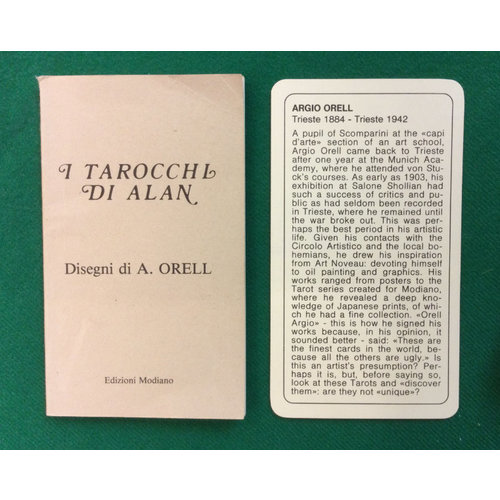 I TAROCCHI
DI ALAN
Disegni di A. ORELL
Edizioni Modiano
ARGIO ORELL
Trieste 1884 - Trieste 1942
A pupil of Scomparini at the «capi
d'arte» section of an art school,
Argio Orell came back to Trieste
after one year at the Munich Aca-
demy, where he attended von Stu-
ck's courses. As early as 1903, his
exhibition at Salone Shollian had
such a success of critics and pu-
blic as had seldom been recorded
in Trieste, where he remained until
the war broke out. This was per-
haps the best period in his artistic
life. Given his contacts with the
Circolo Artistico and the local bo-
hemians, he drew his inspiration
from Art Noveau: devoting himself
to oil painting and graphics. His
works ranged from posters to the
Tarot series created for Modiano,
where he revealed a deep know-
ledge of Japanese prints, of whi-
ch he had a fine collection. «Orell
Argio» - this is how he signed his
works because, in his opinion, it
sounded better - said: «These are
the finest cards in the world, be-
cause all the others are ugly.» Is
this an artist's presumption? Per-
haps it is, but, before saying so,
look at these Tarots and «discover
them»: are they not «unique»?